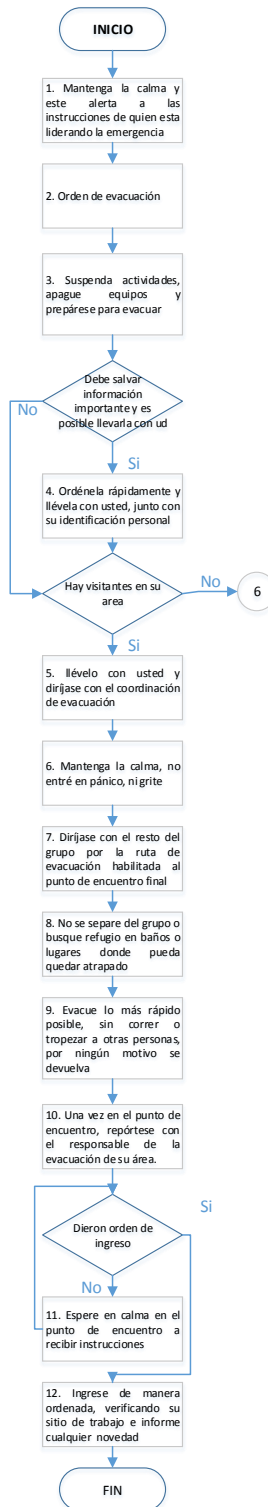 INICIO
1. Mantenga la calma y
este alerta a las
instrucciones de quien esta
liderando la emergencia
2. Orden de evacuación
3. Suspenda actividades,
apague equipos y
prepárese para evacuar
Debe salvar
información
importante y es
posible llevarla con ud
No
Si
4. Ordénela rápidamente y
llévela con usted, junto con
su identificación personal
Hay visitantes en su
area
No
6
Si
5. llévelo con usted y
diríjase con el coordinación
de evacuación
6. Mantenga la calma, no
entré en pánico, ni grite
7. Diríjase con el resto del
grupo por la ruta de
evacuación habilitada al
punto de encuentro final
8. No se separe del grupo o
busque refugio en baños o
lugares donde pueda
quedar atrapado
9. Evacue lo más rápido
posible, sin correr o
tropezar a otras personas,
por ningún motivo se
devuelva
10. Una vez en el punto de
encuentro, repórtese con
el responsable de la
evacuación de su área.
Si
Dieron orden de
ingreso
No
11. Espere en calma en el
punto de encuentro a
recibir instrucciones
12. Ingrese de manera
ordenada, verificando su
sitio de trabajo e informe
cualquier novedad
FIN